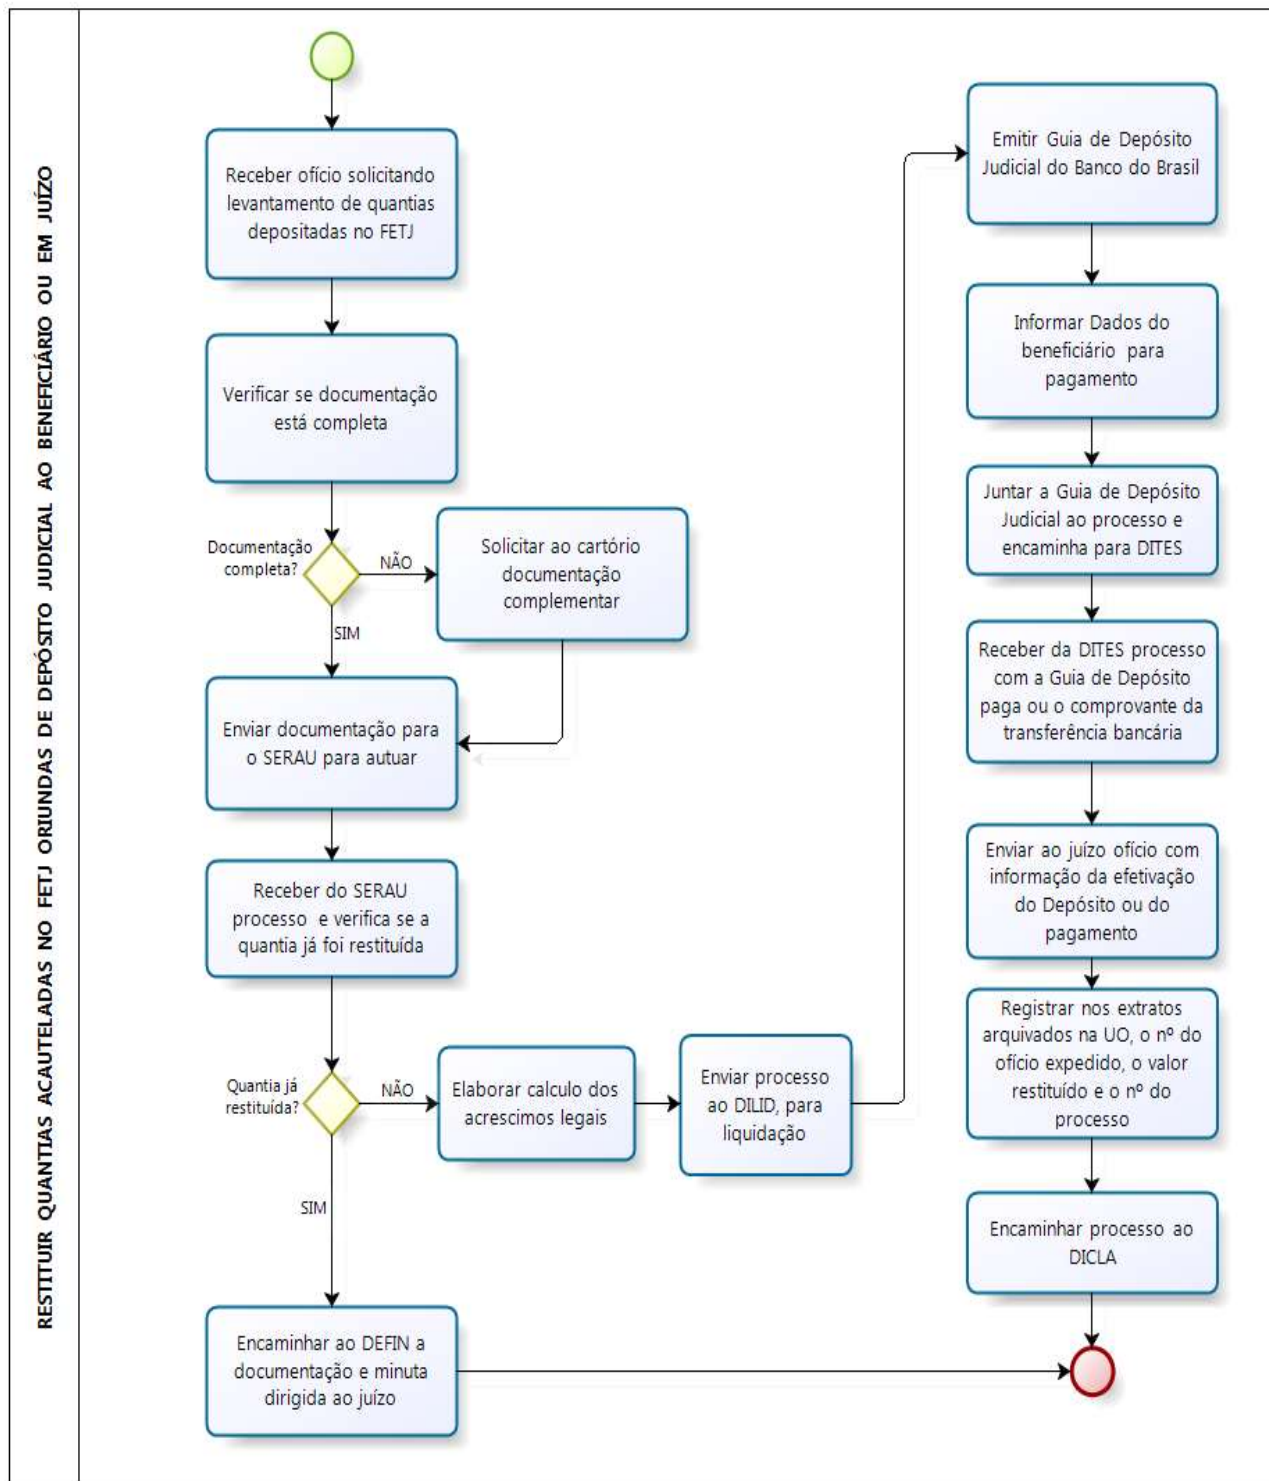 RESTITUIR QUANTIAS ACAUTELADAS NO FETJ ORIUNDAS DE DEPÓSITO JUDICIAL AO BENEFICIÁRIO OU EM JUÍZO
Receber ofício solicitando
levantamento de quantias
depositadas no FETJ
Verificar se documentação
está completa
Documentação
completa?
NÃO
Solicitar ao cartório
documentação
complementar
SIM
Enviar documentação para
o SERAU para autuar
Receber do SERAU
processo e verifica se a
quantia já foi restituída
Quantia já
restituída?
NÃO
Elaborar calculo dos
acrescimos legais
Enviar processo
ao DILID, para
liquidação
SIM
Encaminhar ao DEFIN a
documentação e minuta
dirigida ao juízo
Emitir Guia de Depósito
Judicial do Banco do Brasil
Informar Dados do
beneficiário para
pagamento
Juntar a Guia de Depósito
Judicial ao processo e
encaminha para DITES
Receber da DITES processo
com a Guia de Depósito
paga ou o comprovante da
transferência bancária
Enviar ao juízo ofício com
informação da efetivação
do Depósito ou do
pagamento
Registrar nos extratos
arquivados na UO, o nº do
ofício expedido, o valor
restituído e o nº do
processo
Encaminhar processo ao
DICLA